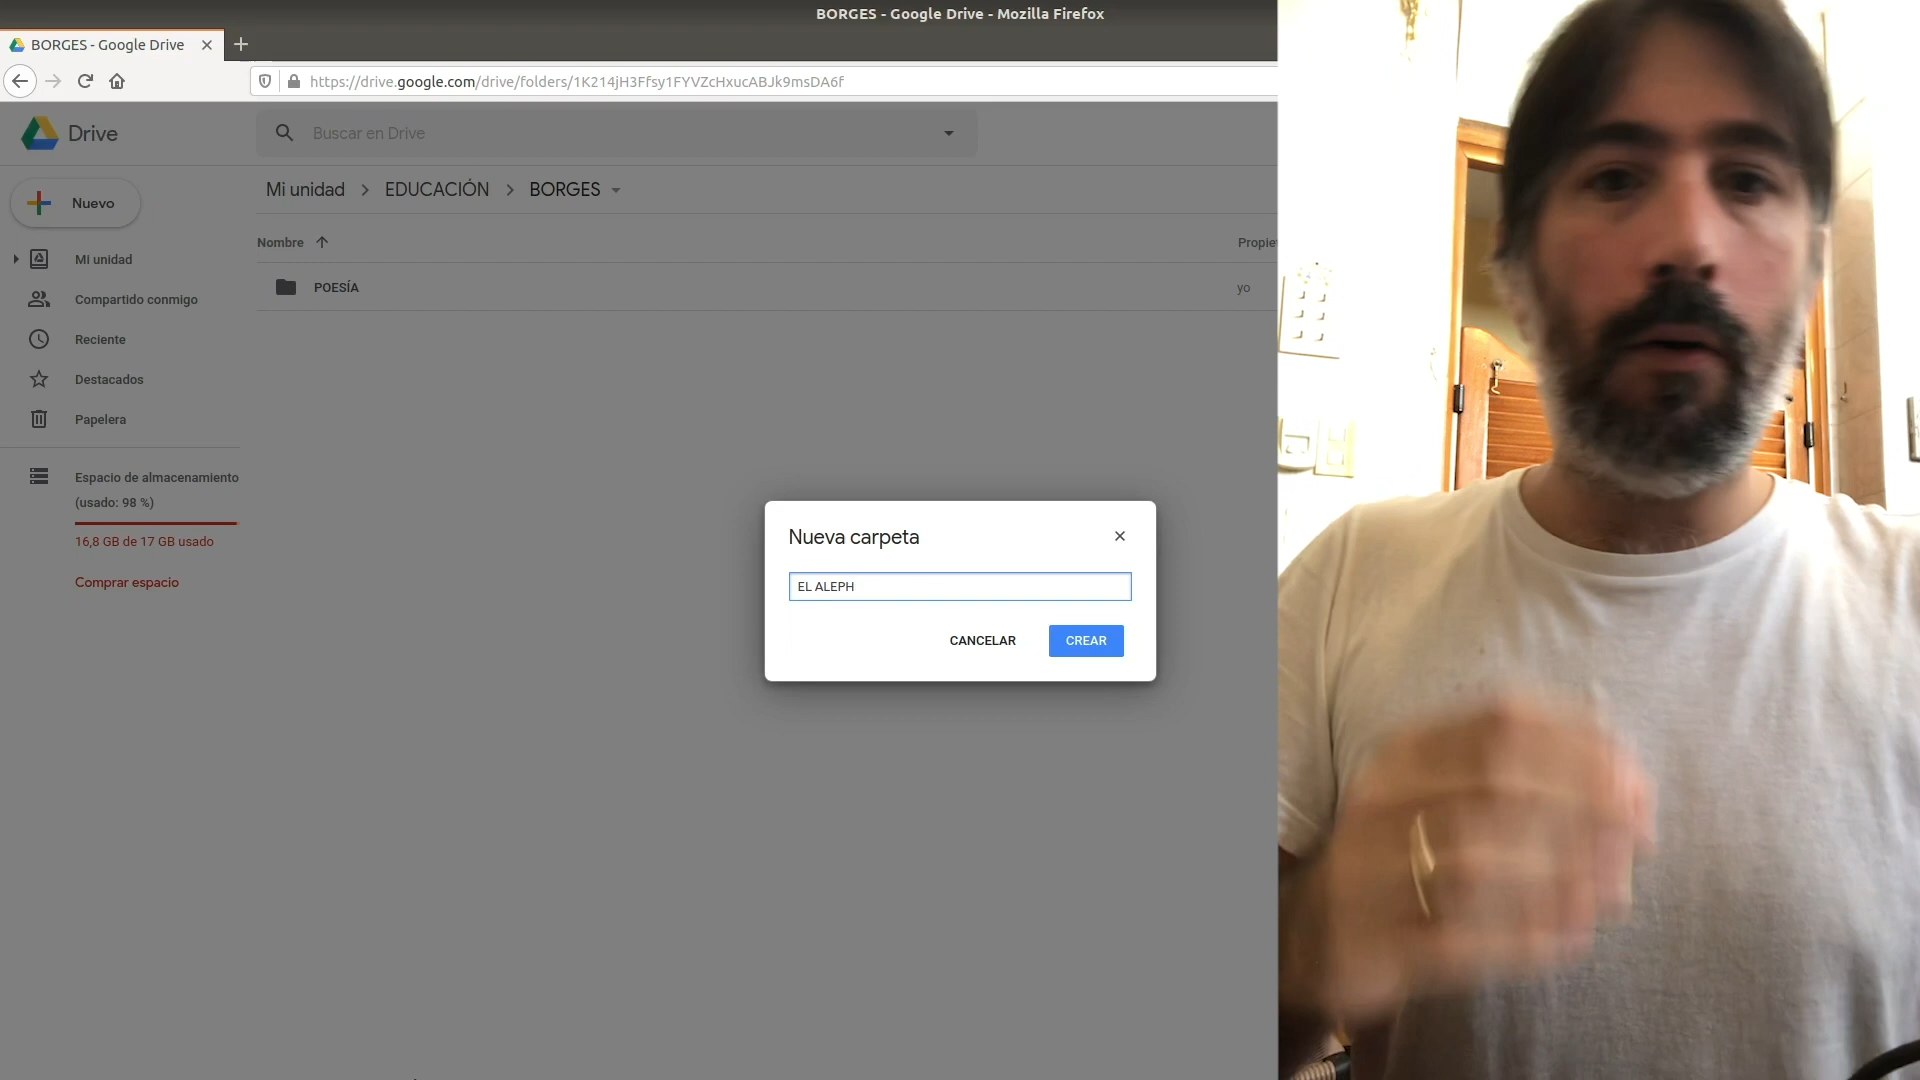 BORGES - Google Drive - Mozilla Firefox
BORGES - Google Drive
https://drive.google.com/drive/folders/1K214jH3Ffsy1FYVZcHxucABJk9msDA6f
Drive
Buscar en Drive
Nuevo
Mi unidad
EDUCACIÓN
BORGES
Nombre
Propie
POESÍA
yo
Mi unidad
Compartido conmigo
Reciente
Destacados
Papelera
Espacio de almacenamiento
(usado: 98 %)
16,8 GB de 17 GB usado
Comprar espacio
Nueva carpeta
EL ALEPH
CANCELAR
CREAR